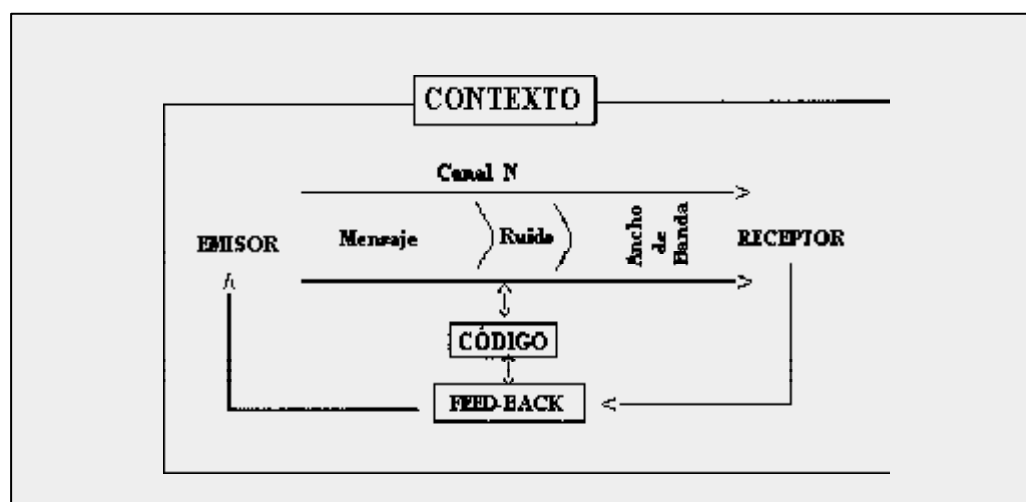 CONTEXTO
Canal N
EMISOR
Mensaje
Ruido
Ancho
de
Banda
RECEPTOR
CÓDIGO
FEED-BACK